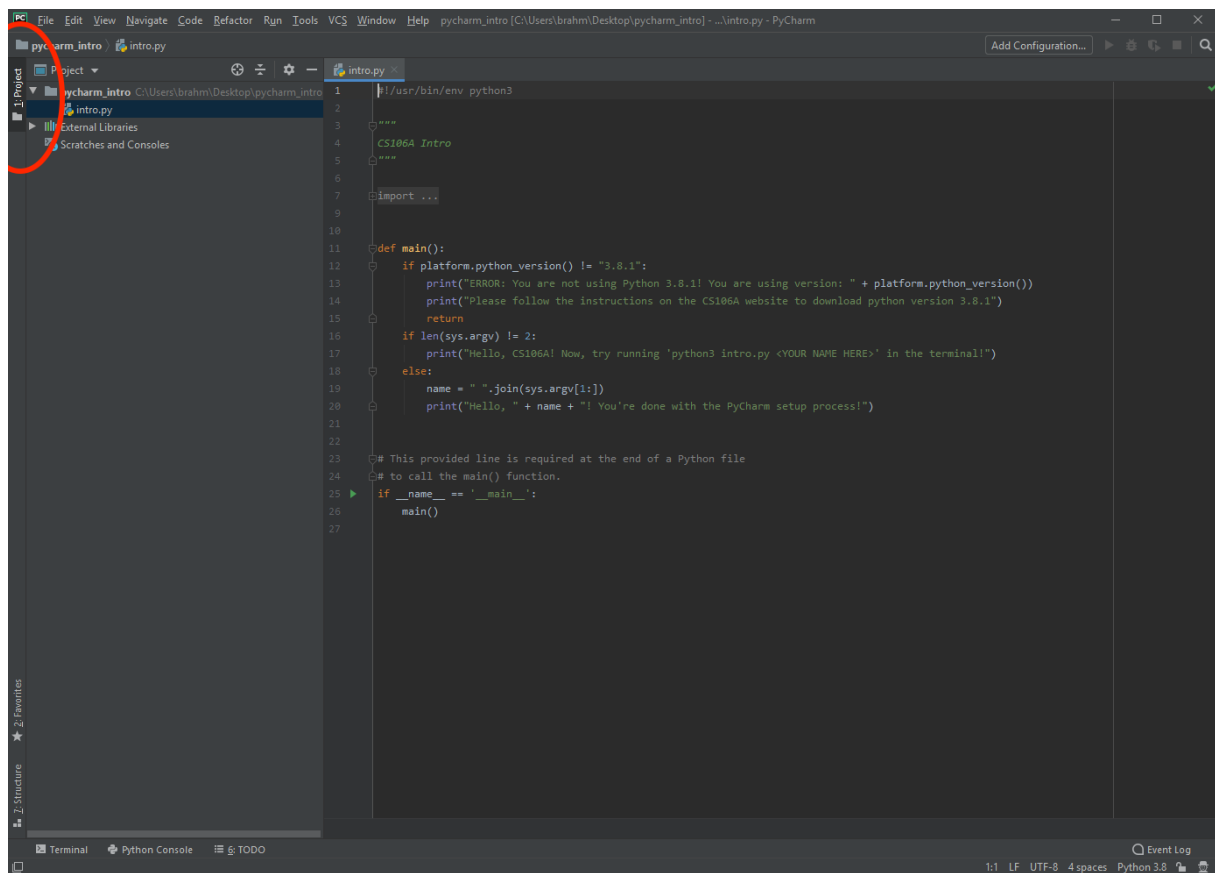 PC File Edit View Navigate Code Refactor Run Tools VCS Window Help pycharm_intro [C:\Users\brahm\Desktop\pycharm_intro] - ...\intro.py - PyCharm
pycharm_intro intro.py Add Configuration...
1: Project
Project
intro.py
pycharm_intro C:\Users\brahm\Desktop\pycharm_intro
intro.py
External Libraries
Scratches and Consoles
1 #!/usr/bin/env python3
2
3 """
4 CS106A Intro
5 """
6
7 import ...
9
10
11 def main():
12     if platform.python_version() != "3.8.1":
13         print("ERROR: You are not using Python 3.8.1! You are using version: " + platform.python_version())
14         print("Please follow the instructions on the CS106A website to download python version 3.8.1")
15         return
16     if len(sys.argv) != 2:
17         print("Hello, CS106A! Now, try running 'python3 intro.py <YOUR NAME HERE>' in the terminal!")
18     else:
19         name = " ".join(sys.argv[1:])
20         print("Hello, " + name + "! You're done with the PyCharm setup process!")
21
22
23 # This provided line is required at the end of a Python file
24 # to call the main() function.
25 if __name__ == '__main__':
26     main()
27
2: Favorites
7: Structure
Terminal Python Console 6: TODO Event Log
1:1 LF UTF-8 4 spaces Python 3.8